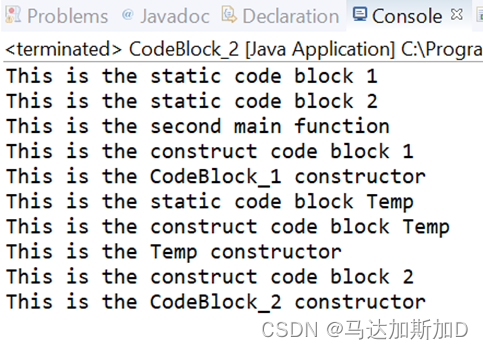 Problems @ Javadoc Declaration Console
<terminated> CodeBlock_2 [Java Application] C:\Progra
This is the static code block 1
This is the static code block 2
This is the second main function
This is the construct code block 1
This is the CodeBlock_1 constructor
This is the static code block Temp
This is the construct code block Temp
This is the Temp constructor
This is the construct code block 2
This is the CodeBlock_2 constructor
CSDN @马达加斯加D